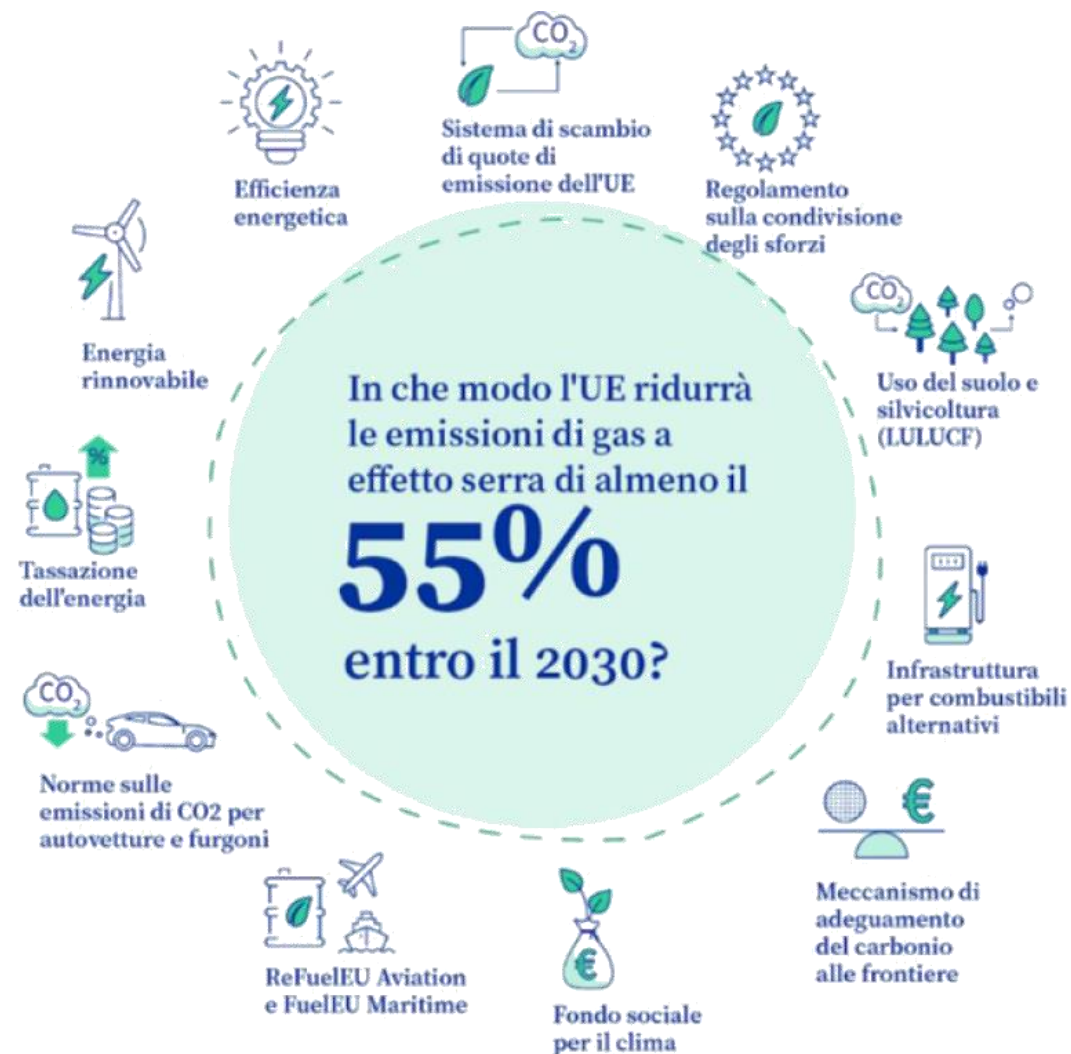 CO2
Sistema di scambio
di quote di
emissione dell'UE
Regolamento
sulla condivisione
degli sforzi
CO2
Uso del suolo e
silvicoltura
(LULUCF)
Infrastruttura
per combustibili
alternativi
€
Meccanismo di
adeguamento
del carbonio
alle frontiere
€
Fondo sociale
per il clima
ReFuelEU Aviation
e FuelEU Maritime
CO2
Norme sulle
emissioni di CO2 per
autovetture e furgoni
%
Tassazione
dell'energia
Energia
rinnovabile
Efficienza
energetica
In che modo l'UE ridurrà
le emissioni di gas a
effetto serra di almeno il
55%
entro il 2030?